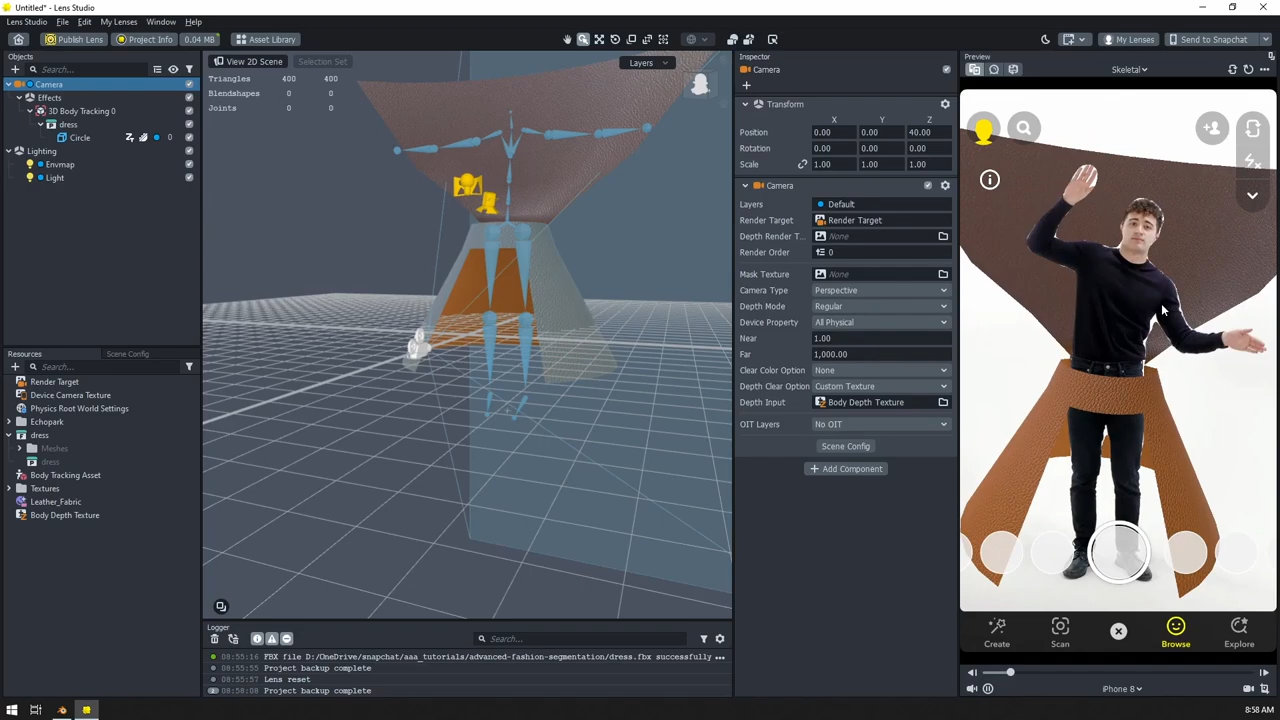 Untitled* - Lens Studio
Lens Studio File Edit My Lenses Window Help
Publish Lens Project Info 0.04 MB Asset Library My Lenses Send to Snapchat
Objects
Search...
Camera
Effects
3D Body Tracking 0
dress
Circle 0
Lighting
Envmap
Light
Resources Scene Config
Search...
Render Target
Device Camera Texture
Physics Root World Settings
Echopark
dress
Meshes
dress
Body Tracking Asset
Textures
Leather_Fabric
Body Depth Texture
View 2D Scene Selection Set Layers
Triangles 400 400
Blendshapes 0 0
Joints 0 0
Logger
Search...
08:55:16 FBX file D:/OneDrive/snapchat/aaa_tutorials/advanced-fashion-segmentation/dress.fbx successfully •••
08:55:55 Project backup complete
08:55:57 Lens reset
08:58:08 Project backup complete
Inspector
Camera
Transform
X Y Z
Position 0.00 0.00 40.00
Rotation 0.00 0.00 0.00
Scale 1.00 1.00 1.00
Camera
Layers Default
Render Target Render Target
Depth Render T... None
Render Order 0
Mask Texture None
Camera Type Perspective
Depth Mode Regular
Device Property All Physical
Near 1.00
Far 1,000.00
Clear Color Option None
Depth Clear Option Custom Texture
Depth Input Body Depth Texture
OIT Layers No OIT
Scene Config
Add Component
Preview
Skeletal
Create Scan Browse Explore
iPhone 8
8:58 AM